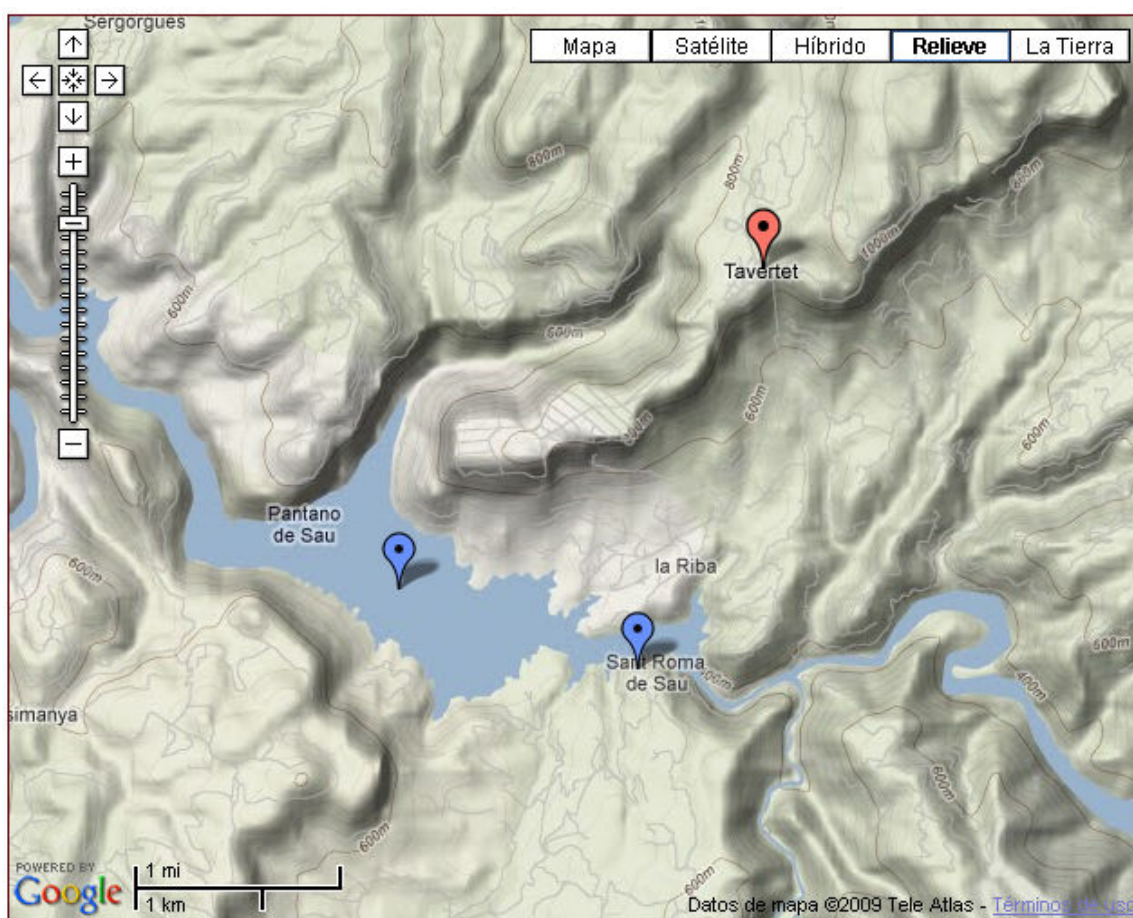 Sergorgues
Mapa
Satélite
Híbrido
Relieve
La Tierra
800m
800m
600m
1000m
Tavertet
600m
600m
600m
600m
Pantano
de Sau
600m
la Riba
Sant Roma
de Sau
600m
400m
simanya
600m
600m
600m
POWERED BY
Google
1 mi
1 km
Datos de mapa ©2009 Tele Atlas - Términos de uso